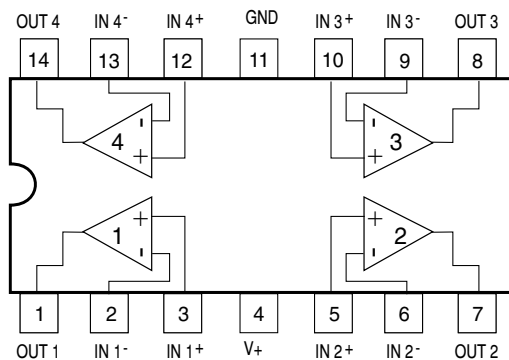 OUT 4 IN 4- IN 4+ GND IN 3+ IN 3- OUT 3
14 13 12 11 10 9 8
- -
4 3
+ +
+ +
1 2
- -
1 2 3 4 5 6 7
OUT 1 IN 1- IN 1+ V+ IN 2+ IN 2- OUT 2